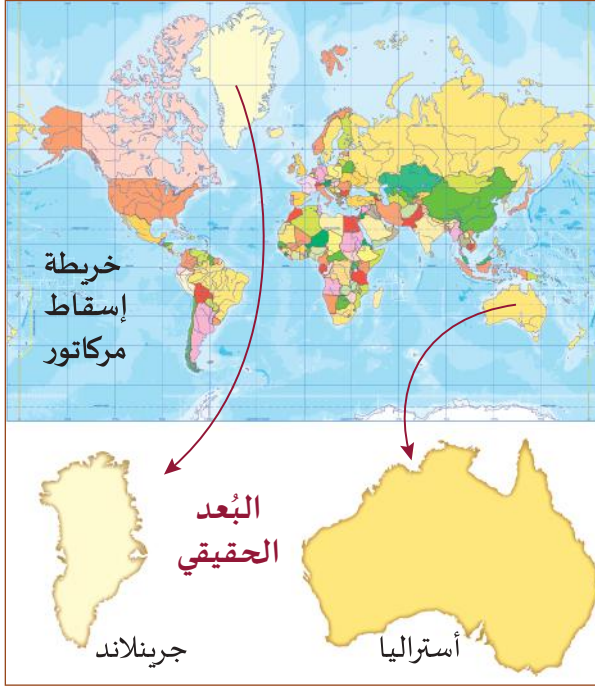 خريطة
إسقاط
مركاتور
البُعد
الحقيقي
أستراليا
جرينلاند